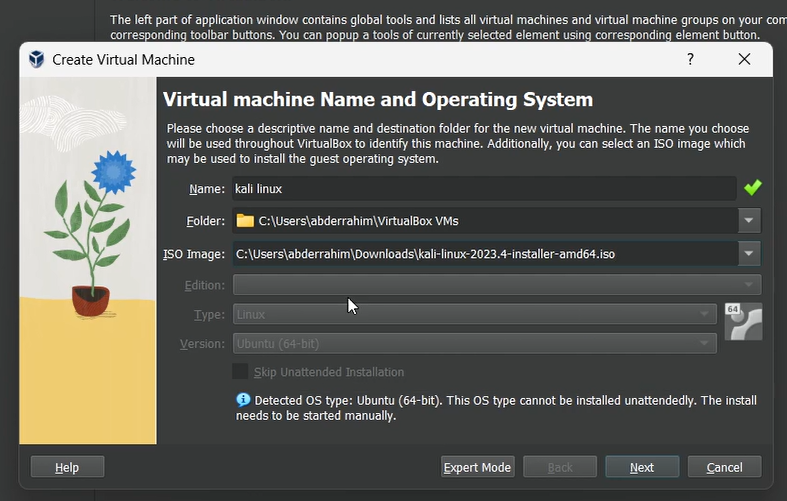 The left part of application window contains global tools and lists all virtual machines and virtual machine groups on your com
corresponding toolbar buttons. You can popup a tools of currently selected element using corresponding element button.
Create Virtual Machine
?
Virtual machine Name and Operating System
Please choose a descriptive name and destination folder for the new virtual machine. The name you choose
will be used throughout VirtualBox to identify this machine. Additionally, you can select an ISO image which
may be used to install the guest operating system.
Name: kali linux
Folder: C:\Users\abderrahim\VirtualBox VMs
ISO Image: C:\Users\abderrahim\Downloads\kali-linux-2023.4-installer-amd64.iso
Edition:
Type: Linux
64
Version: Ubuntu (64-bit)
Skip Unattended Installation
Detected OS type: Ubuntu (64-bit). This OS type cannot be installed unattendedly. The install
needs to be started manually.
Help Expert Mode Back Next Cancel